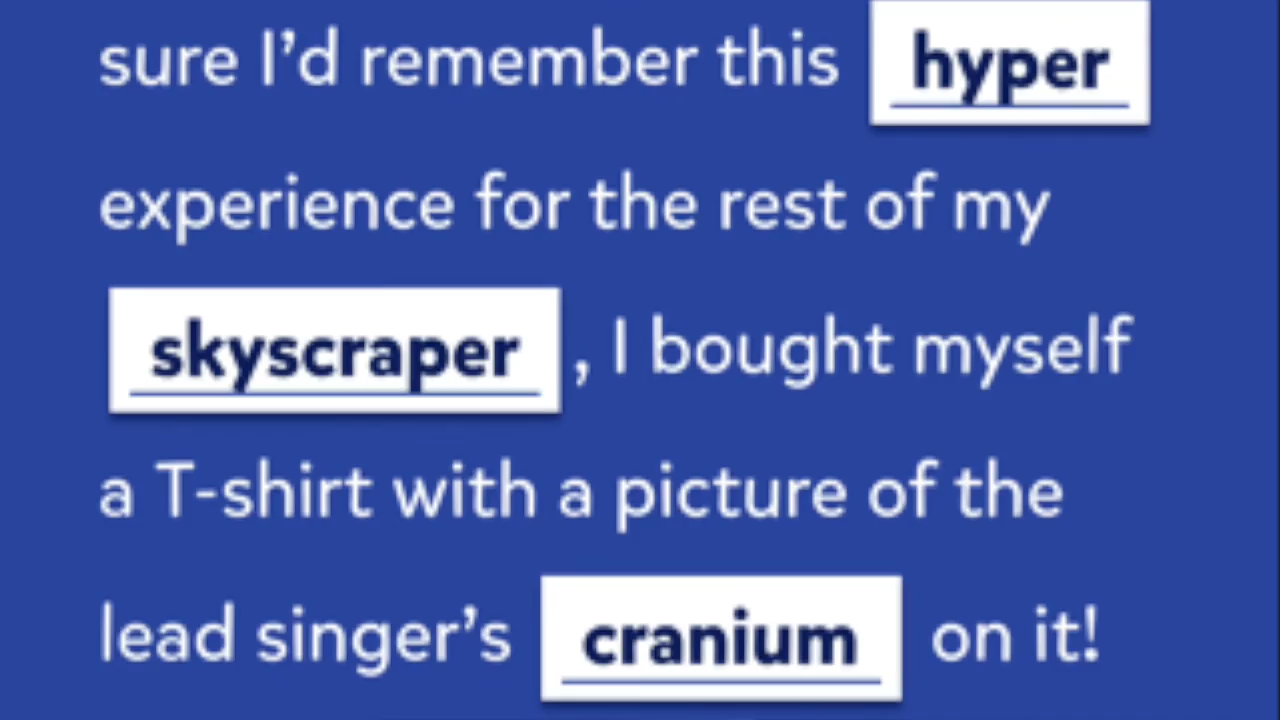 sure I’d remember this hyper
experience for the rest of my
skyscraper , I bought myself
a T-shirt with a picture of the
lead singer’s cranium on it!